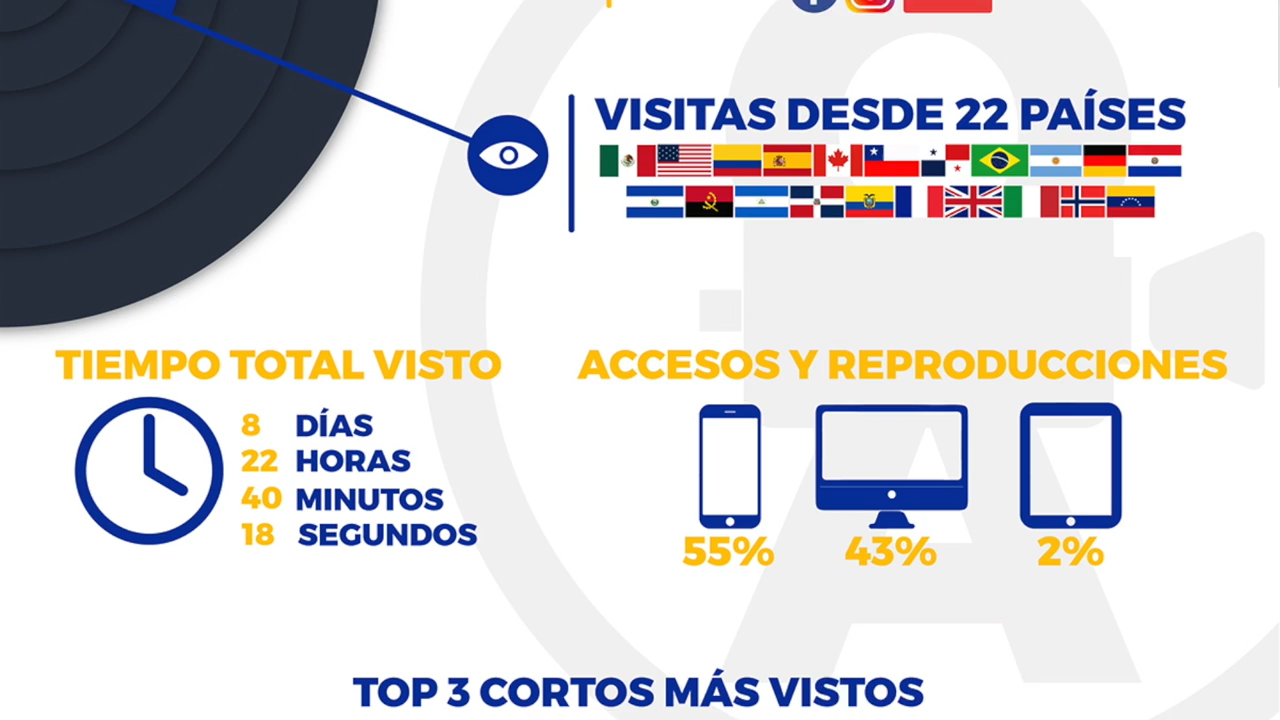 VISITAS DESDE 22 PAÍSES
TIEMPO TOTAL VISTO
8 DÍAS
22 HORAS
40 MINUTOS
18 SEGUNDOS
ACCESOS Y REPRODUCCIONES
55% 43% 2%
TOP 3 CORTOS MÁS VISTOS